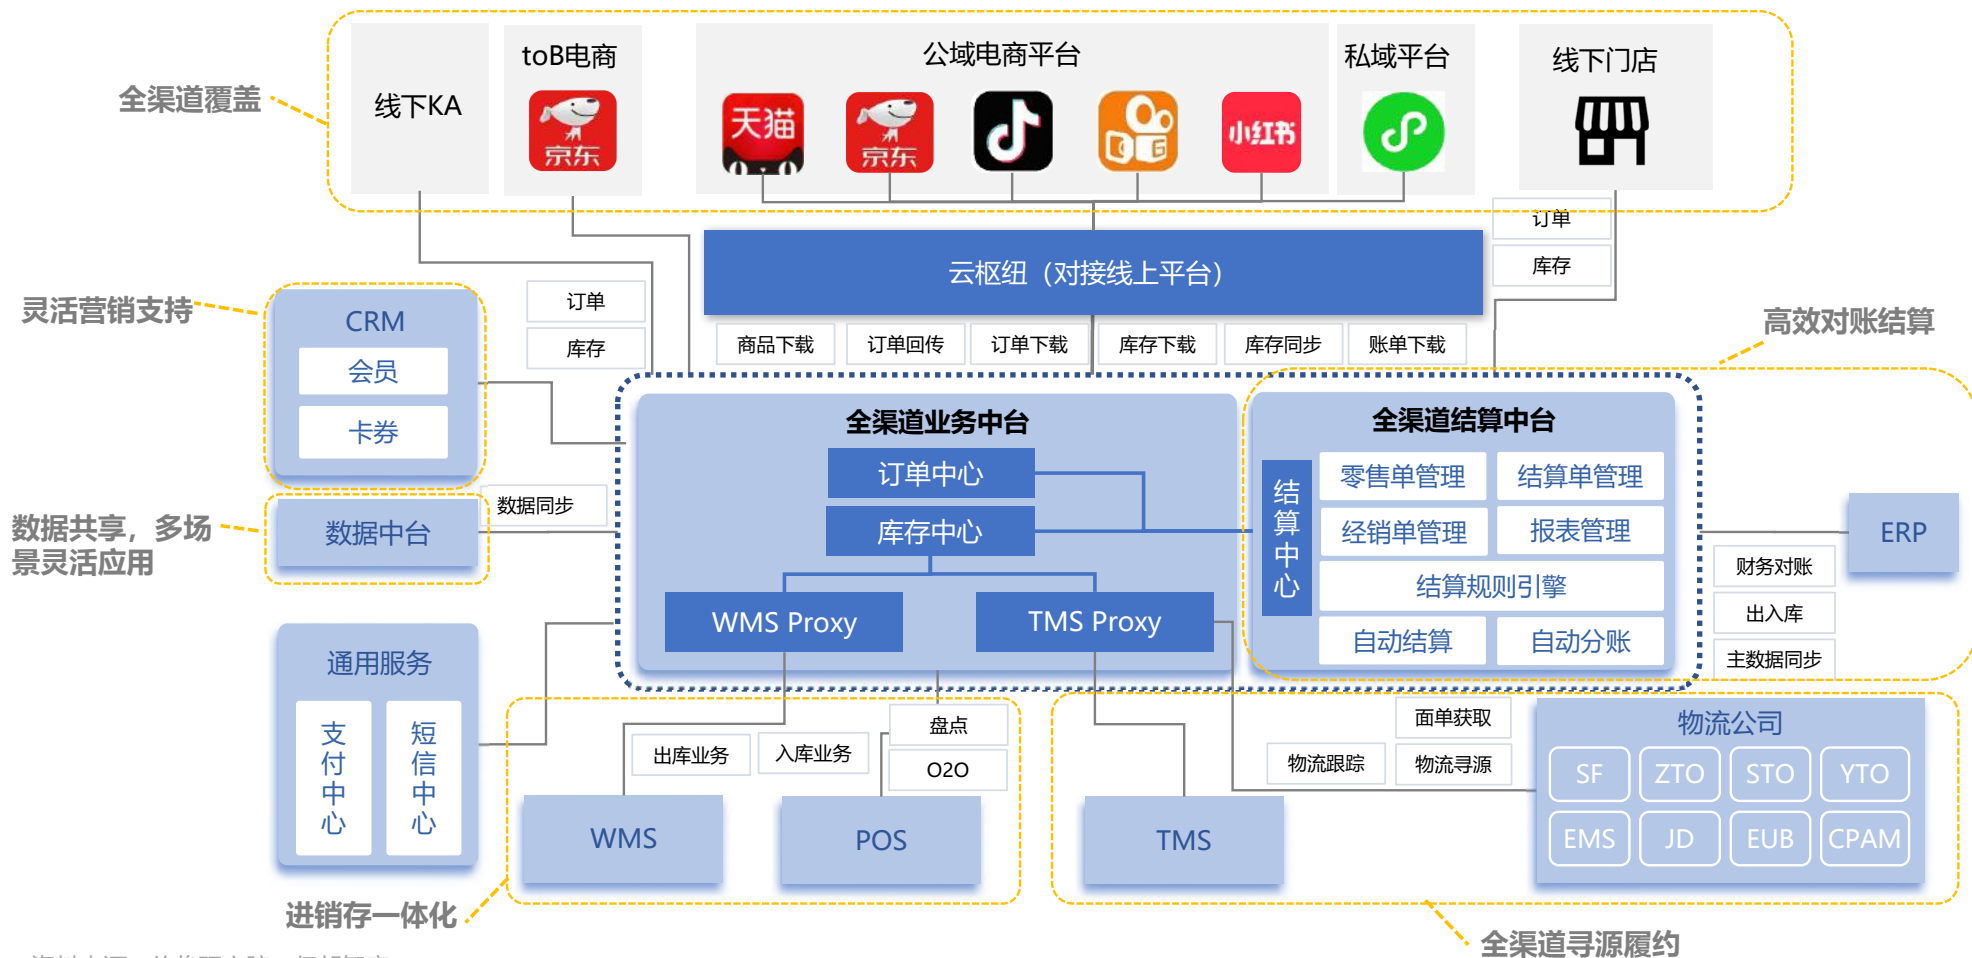 toB电商
公域电商平台
私域平台
线下门店
全渠道覆盖
线下KA
天猫
京东
京东
小红书
订单
库存
云枢纽（对接线上平台）
灵活营销支持
CRM
会员
卡券
订单
库存
商品下载
订单回传
订单下载
库存下载
库存同步
账单下载
高效对账结算
全渠道业务中台
全渠道结算中台
订单中心
库存中心
WMS Proxy
TMS Proxy
结算中心
零售单管理
结算单管理
经销单管理
报表管理
结算规则引擎
自动结算
自动分账
数据同步
数据共享，多场
景灵活应用
数据中台
ERP
财务对账
出入库
主数据同步
通用服务
支付中心
短信中心
出库业务
入库业务
盘点
O2O
物流跟踪
面单获取
物流寻源
物流公司
SF
ZTO
STO
YTO
EMS
JD
EUB
CPAM
WMS
POS
TMS
进销存一体化
全渠道寻源履约